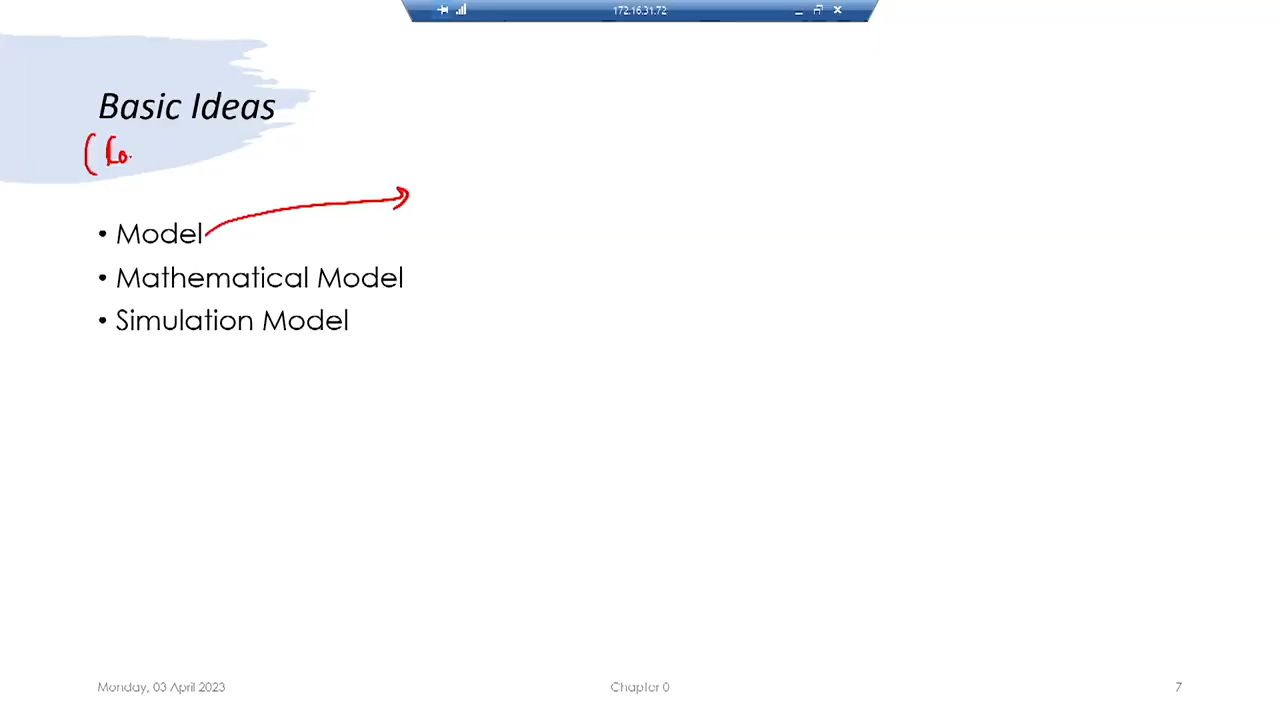 172.16.31.72
Basic Ideas
• Model
• Mathematical Model
• Simulation Model
Monday, 03 April 2023
Chapter 0
7